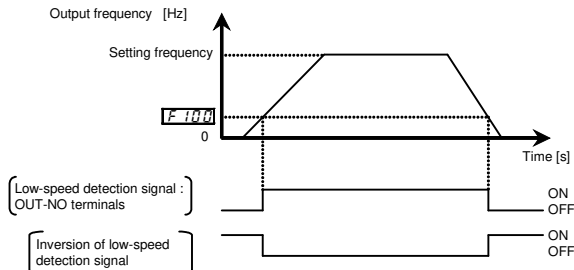 Output frequency [Hz]
Setting frequency
F 100
0
Time [s]
Low-speed detection signal :
OUT-NO terminals
ON
OFF
Inversion of low-speed
detection signal
ON
OFF